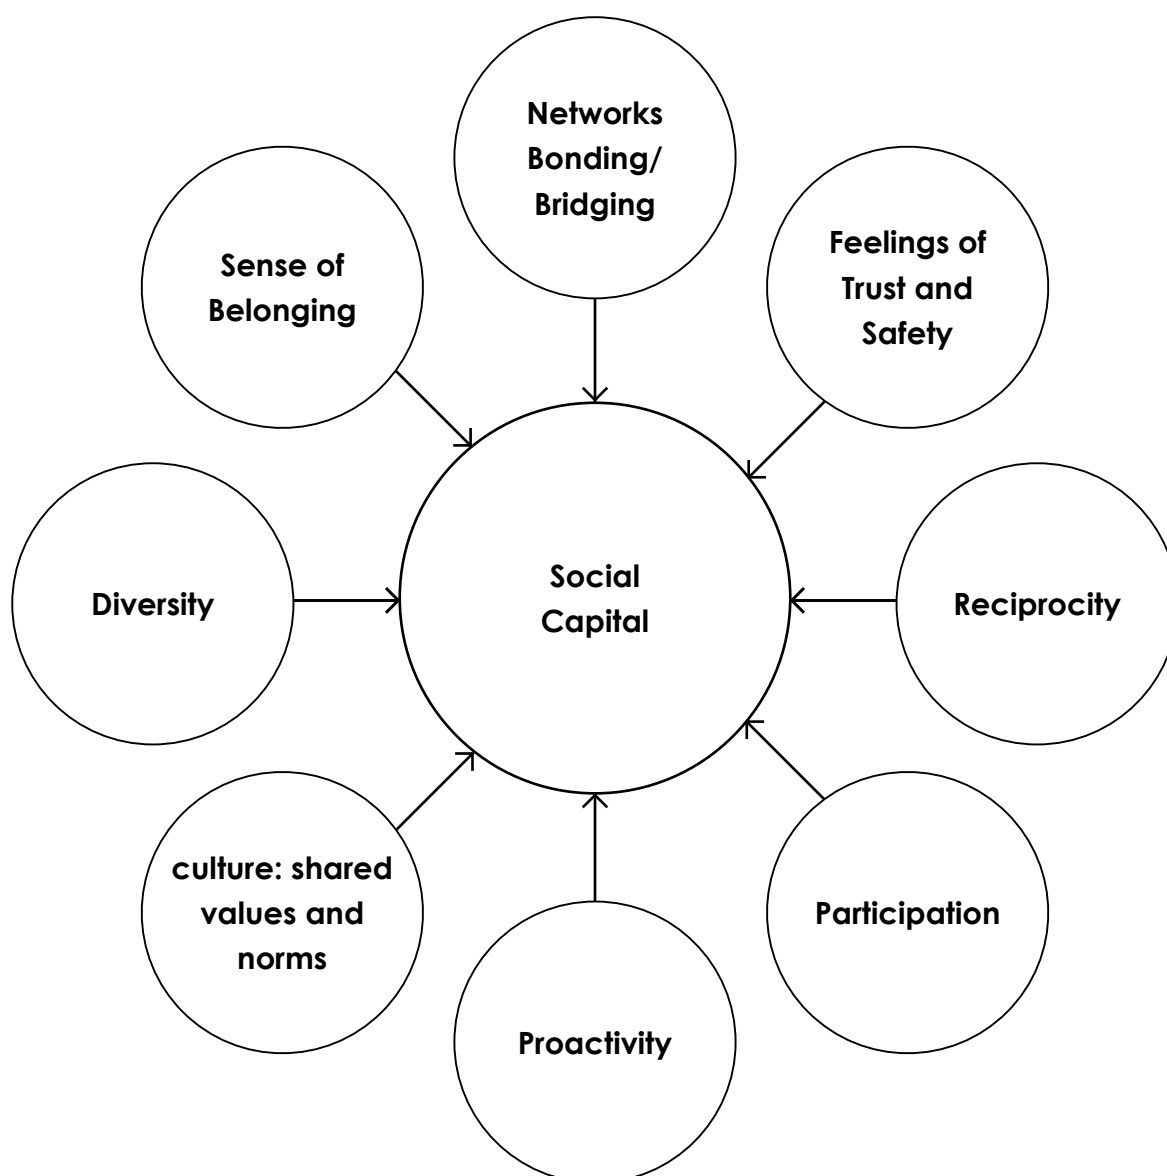 Networks
Bonding/
Bridging
Feelings of
Trust and
Safety
Sense of
Belonging
Social
Capital
Diversity
Reciprocity
culture: shared
values and
norms
Participation
Proactivity